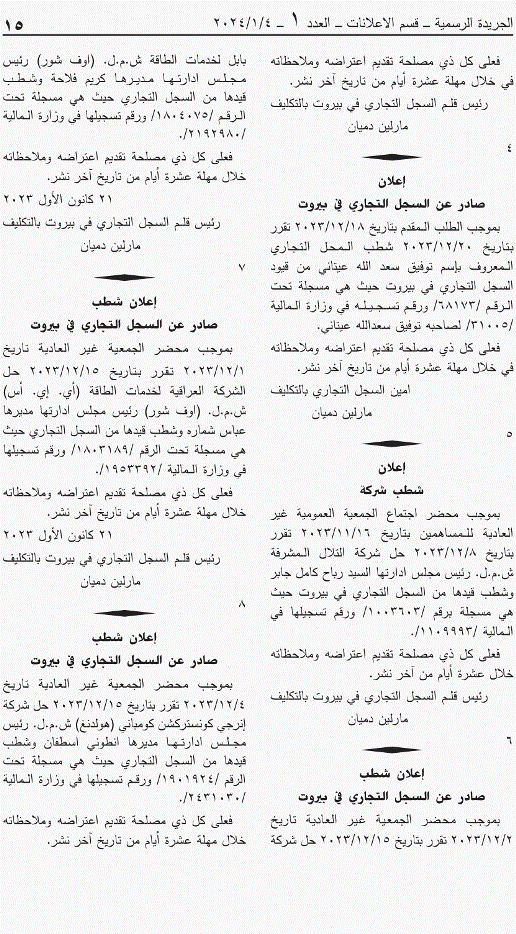 الجريدة الرسمية ــ قسم الاعلانات ــ العدد ١ ــ ٢٠٢٤/١/٤
١٥
فعلى كل ذي مصلحة تقديم اعتراضه وملاحظاته
في خلال مهلة عشرة أيام من تاريخ آخر نشر.
رئيس قلم السجل التجاري في بيروت بالتكليف
مارلين دميان
٤
إعلان
صادر عن السجل التجاري في بيروت
بموجب الطلب المقدم بتاريخ ٢٠٢٣/١٢/١٨ تقرر
بتاريخ ٢٠٢٣/١٢/٢٠ شطب المحل التجاري
المعروف بإسم توفيق سعد الله عيتاني من قيود
السجل التجاري في بيروت حيث هي مسجلة تحت
الرقم /٦٨١٧٣/ ورقم تسجيله في وزارة المالية
/٣١٠٠٥/ لصاحبه توفيق سعدالله عيتاني.
فعلى كل ذي مصلحة تقديم اعتراضه وملاحظاته
في خلال مهلة عشرة أيام من تاريخ آخر نشر.
امين السجل التجاري بالتكليف
مارلين دميان
٥
إعلان
شطب شركة
بموجب محضر اجتماع الجمعية العمومية غير
العادية للمساهمين بتاريخ ٢٠٢٣/١١/١٦ تقرر
بتاريخ ٢٠٢٣/١٢/٨ حل شركة التلال المشرفة
ش.م.ل. رئيس مجلس ادارتها السيد رباح كامل جابر
وشطب قيدها من السجل التجاري في بيروت حيث
هي مسجلة برقم /١٠٠٣٦٠٣/ ورقم تسجيلها في
المالية /١١٠٩٩٩٣/.
فعلى كل ذي مصلحة تقديم اعتراضه وملاحظاته
خلال عشرة أيام من تاريخ آخر نشر.
رئيس قلم السجل التجاري في بيروت بالتكليف
مارلين دميان
٦
إعلان شطب
صادر عن السجل التجاري في بيروت
بموجب محضر الجمعية غير العادية تاريخ
٢٠٢٣/١٢/٢ تقرر بتاريخ ٢٠٢٣/١٢/١٥ حل شركة
بابل لخدمات الطاقة ش.م.ل. (اوف شور) رئيس
مجلس ادارتها مديرها كريم فلاحة وشطب
قيدها من السجل التجاري حيث هي مسجلة تحت
الرقم /١٨٠٤٠٧٥/ ورقم تسجيلها في وزارة المالية
/٢١٩٢٩٨٠/.
فعلى كل ذي مصلحة تقديم اعتراضه وملاحظاته
خلال مهلة عشرة أيام من تاريخ آخر نشر.
٢١ كانون الأول ٢٠٢٣
رئيس قلم السجل التجاري في بيروت بالتكليف
مارلين دميان
٧
إعلان شطب
صادر عن السجل التجاري في بيروت
بموجب محضر الجمعية غير العادية تاريخ
٢٠٢٣/١٢/١ تقرر بتاريخ ٢٠٢٣/١٢/١٥ حل
الشركة العراقية لخدمات الطاقة (أي. إي. أس)
ش.م.ل. (اوف شور) رئيس مجلس ادارتها مديرها
عباس شماره وشطب قيدها من السجل التجاري حيث
هي مسجلة تحت الرقم /١٨٠٣١٨٩/ ورقم تسجيلها
في وزارة المالية /١٩٥٣٣٩٢/.
فعلى كل ذي مصلحة تقديم اعتراضه وملاحظاته
خلال مهلة عشرة أيام من تاريخ آخر نشر.
٢١ كانون الأول ٢٠٢٣
رئيس قلم السجل التجاري في بيروت بالتكليف
مارلين دميان
٨
إعلان شطب
صادر عن السجل التجاري في بيروت
بموجب محضر الجمعية غير العادية تاريخ
٢٠٢٣/١٢/٤ تقرر بتاريخ ٢٠٢٣/١٢/١٥ حل شركة
إنرجي كونستركشن كومباني (هولدنغ) ش.م.ل. رئيس
مجلس ادارتها مديرها انطوني اسطفان وشطب
قيدها من السجل التجاري حيث هي مسجلة تحت
الرقم /١٩٠١٩٢٤/ ورقم تسجيلها في وزارة المالية
/٢٤٣١٠٣٠/.
فعلى كل ذي مصلحة تقديم اعتراضه وملاحظاته
خلال مهلة عشرة أيام من تاريخ آخر نشر.